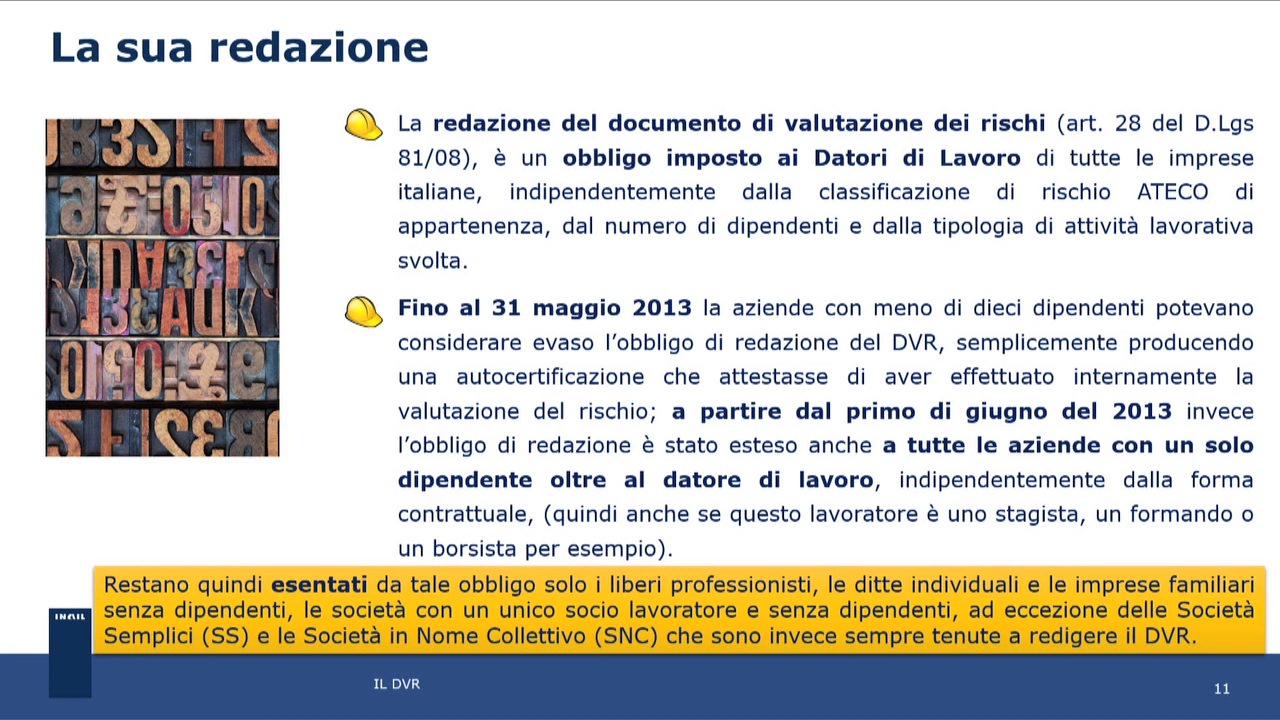 La sua redazione
La redazione del documento di valutazione dei rischi (art. 28 del D.Lgs
81/08), è un obbligo imposto ai Datori di Lavoro di tutte le imprese
italiane, indipendentemente dalla classificazione di rischio ATECO di
appartenenza, dal numero di dipendenti e dalla tipologia di attività lavorativa
svolta.
Fino al 31 maggio 2013 la aziende con meno di dieci dipendenti potevano
considerare evaso l’obbligo di redazione del DVR, semplicemente producendo
una autocertificazione che attestasse di aver effettuato internamente la
valutazione del rischio; a partire dal primo di giugno del 2013 invece
l’obbligo di redazione è stato esteso anche a tutte le aziende con un solo
dipendente oltre al datore di lavoro, indipendentemente dalla forma
contrattuale, (quindi anche se questo lavoratore è uno stagista, un formando o
un borsista per esempio).
Restano quindi esentati da tale obbligo solo i liberi professionisti, le ditte individuali e le imprese familiari
senza dipendenti, le società con un unico socio lavoratore e senza dipendenti, ad eccezione delle Società
Semplici (SS) e le Società in Nome Collettivo (SNC) che sono invece sempre tenute a redigere il DVR.
IL DVR
11